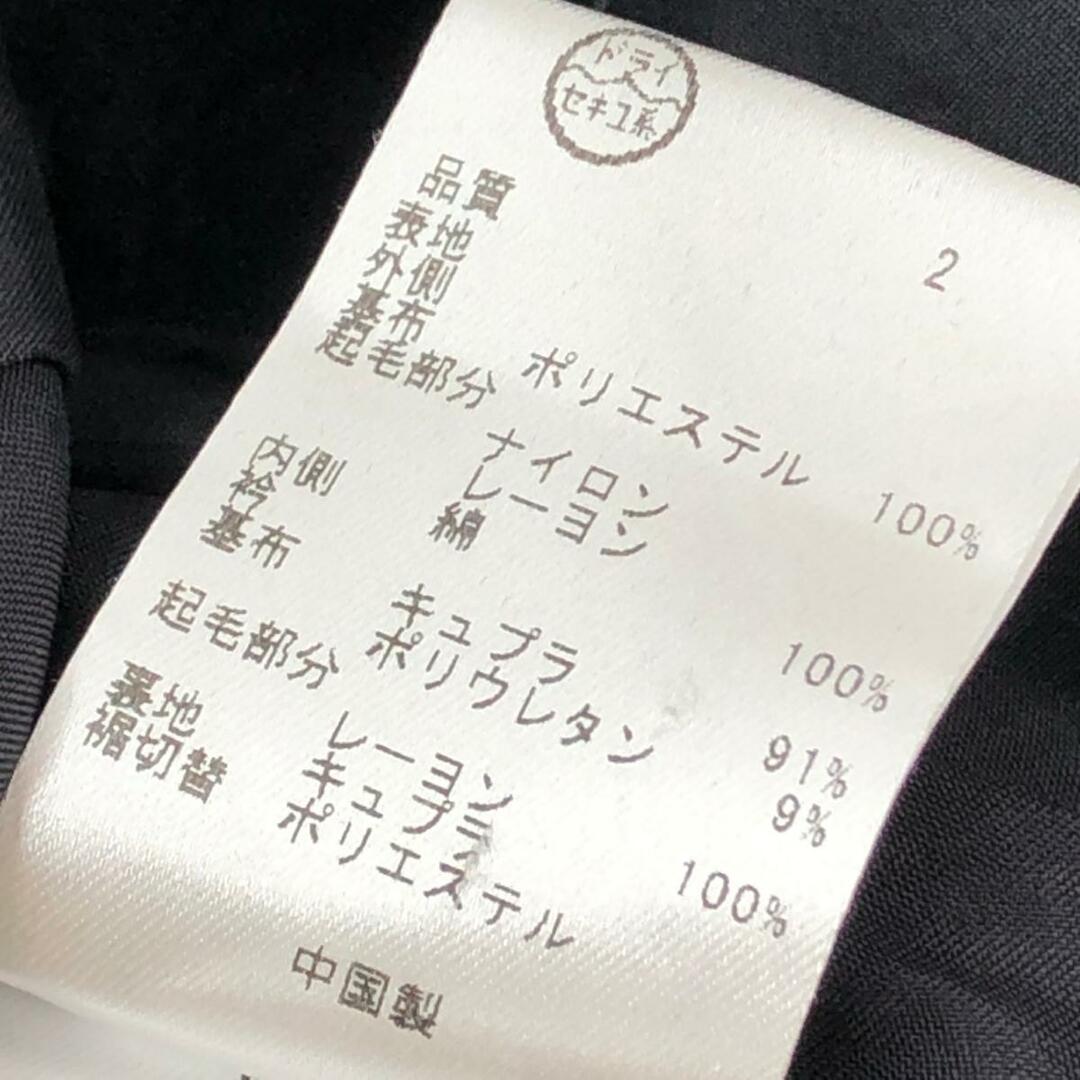 ドライ
セキユ系
2
品質
表地
外側
基布 ポリエステル 100%
起毛部分 ナイロン
レーヨン
内側 綿 100%
衿
基布 キュプラ 91%
ポリウレタン 9%
起毛部分 レーヨン 100%
裏地 キュプラ
裾切替 ポリエステル
中国製